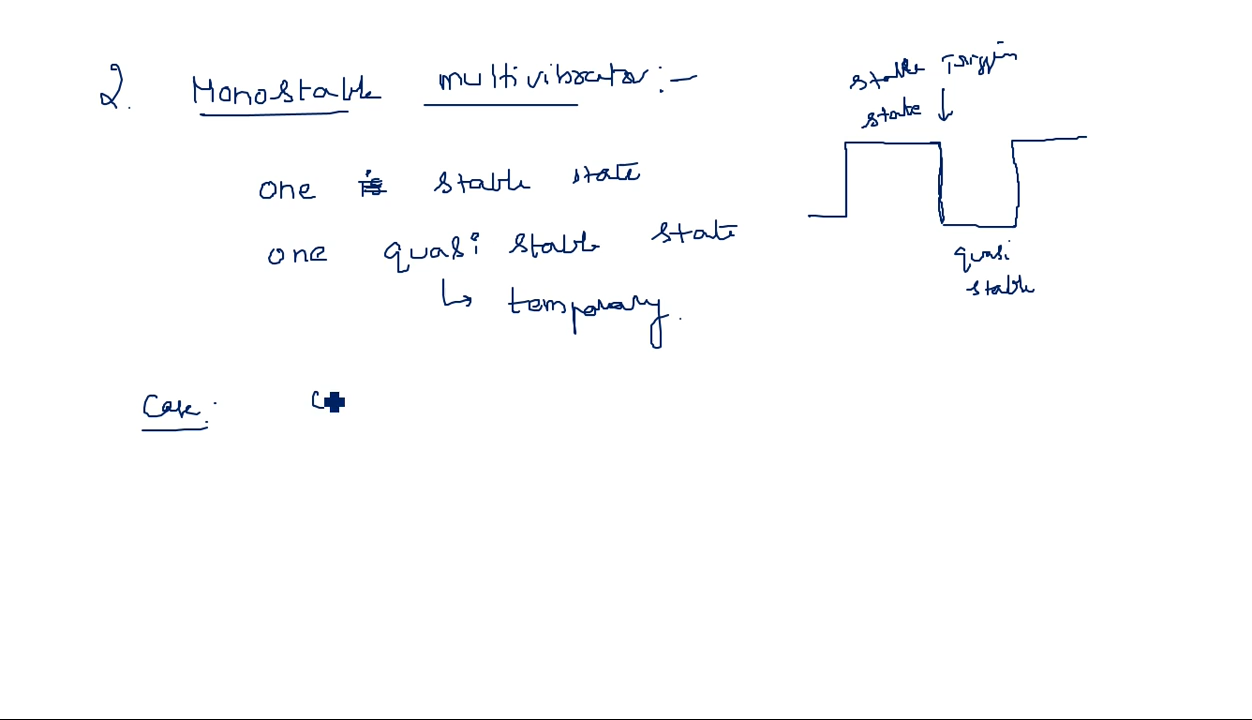 2. Monostable multivibrator :-
one stable state
one quasi stable state
↳ temporary.
Case:
stable
state
Trigger
quasi
stable